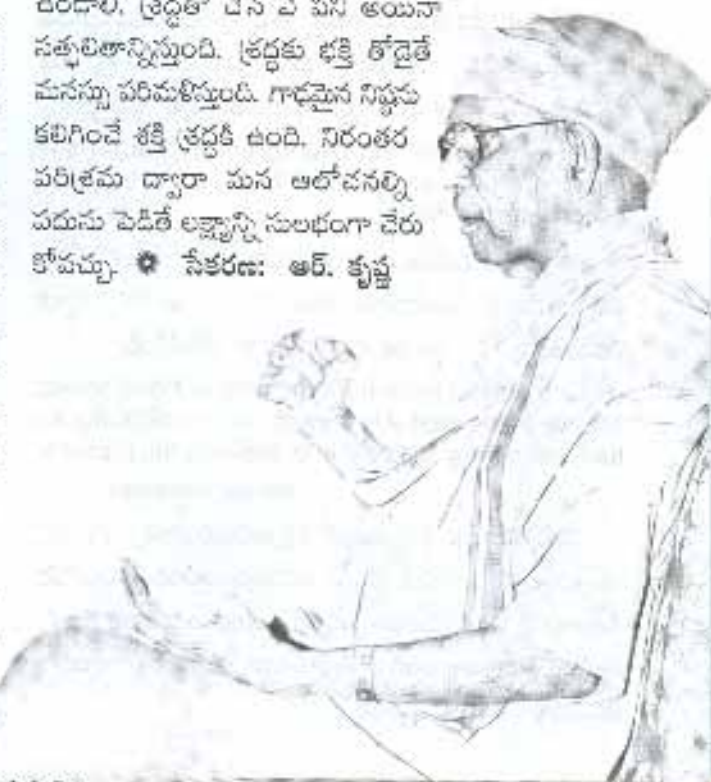 ఉండాలి. శ్రద్ధతో చేసే ఏ పని అయినా
సత్ఫలితాన్నిస్తుంది. శ్రద్ధకు భక్తి తోడైతే
మనస్సు పరిమళిస్తుంది. గాఢమైన నిష్ఠను
కలిగించే శక్తి శ్రద్ధకి ఉంది. నిరంతర
పరిశ్రమ ద్వారా మన ఆలోచనల్ని
పదును పెడితే లక్ష్యాన్ని సులభంగా చేరు
కోవచ్చు. ❁ సేకరణ: ఆర్. కృష్ణ